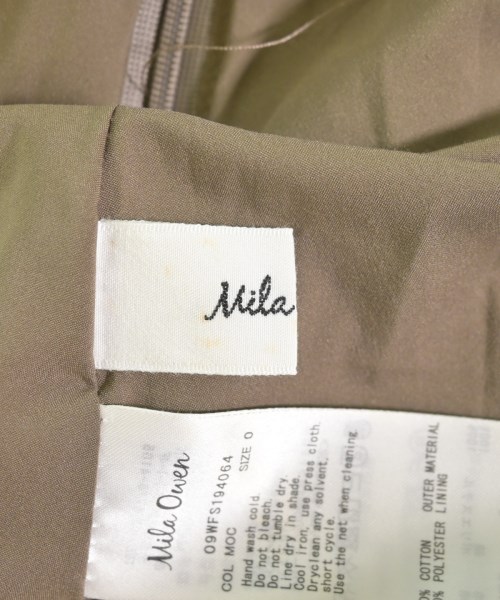 Mila
Mila Owen
09WFS194064
COL MOC SIZE 0
Hand wash cold.
Do not bleach.
Do not tumble dry.
Line dry in shade.
Cool iron, use press cloth.
Dryclean any solvent,
short cycle.
Use the net when cleaning
OUTER MATERIAL
% COTTON
% POLYESTER LINING